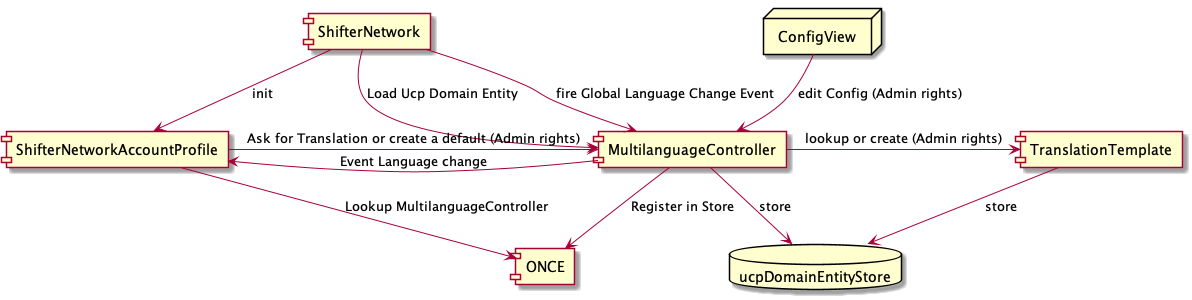 ShifterNetwork
ConfigView
init
Load Ucp Domain Entity
fire Global Language Change Event
edit Config (Admin rights)
ShifterNetworkAccountProfile
Ask for Translation or create a default (Admin rights)
Event Language change
MultilanguageController
lookup or create (Admin rights)
TranslationTemplate
Lookup MultilanguageController
Register in Store
store
store
ONCE
ucpDomainEntityStore